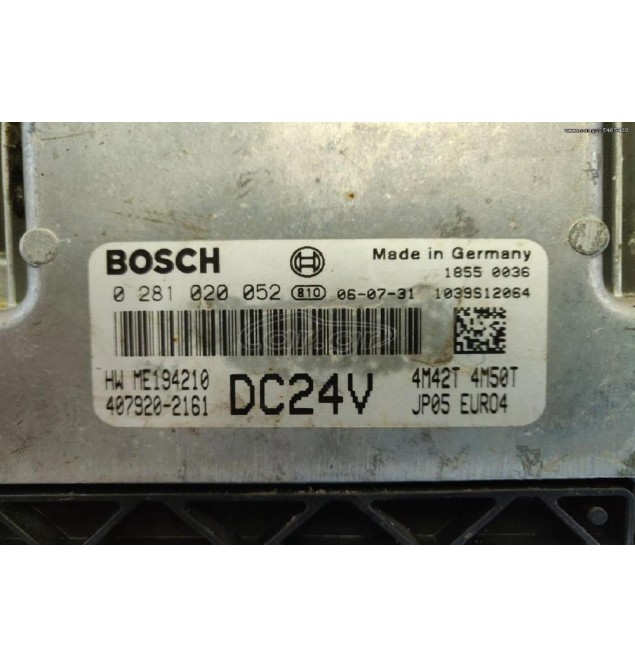 BOSCH Made in Germany
1855 0036
0 281 020 052 810 06-07-31 1039S12064
HW ME194210 DC24V 4M42T 4M50T
407920-2161 JP05 EURO4